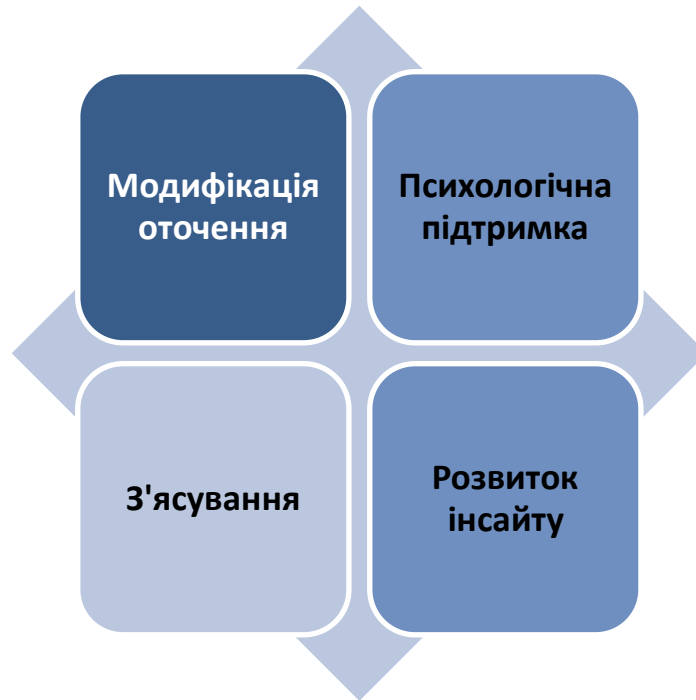 Модифікація
оточення
Психологічна
підтримка
З'ясування
Розвиток
інсайту